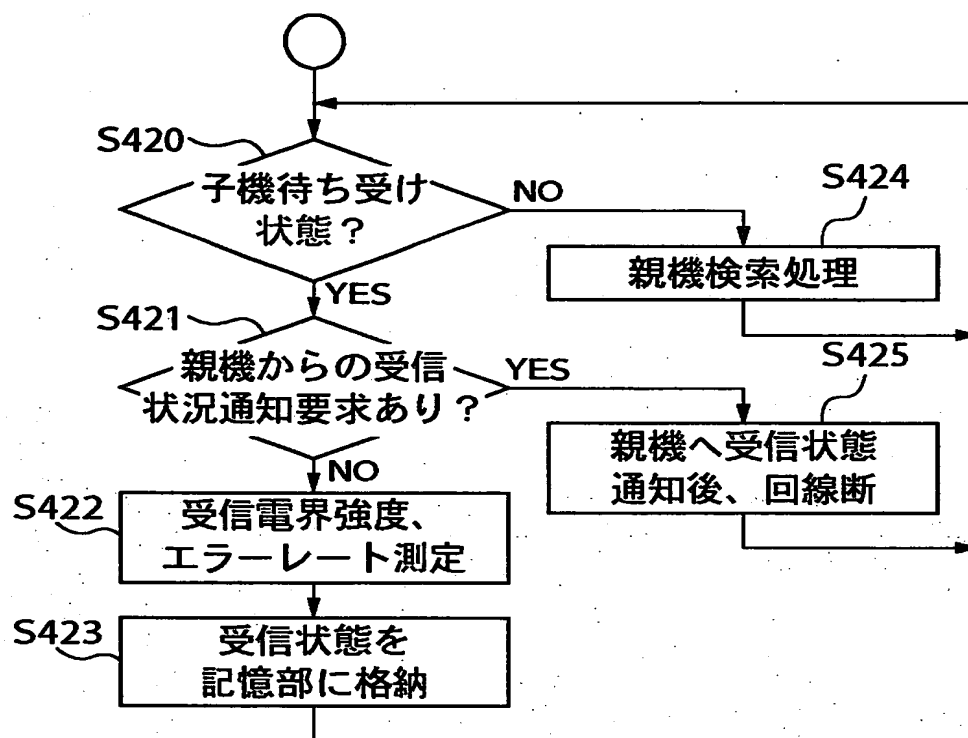 S420
子機待ち受け
状態？
NO
S424
親機検索処理
YES
S421
親機からの受信
状況通知要求あり？
YES
S425
親機へ受信状態
通知後、回線断
NO
S422
受信電界強度、
エラーレート測定
S423
受信状態を
記憶部に格納